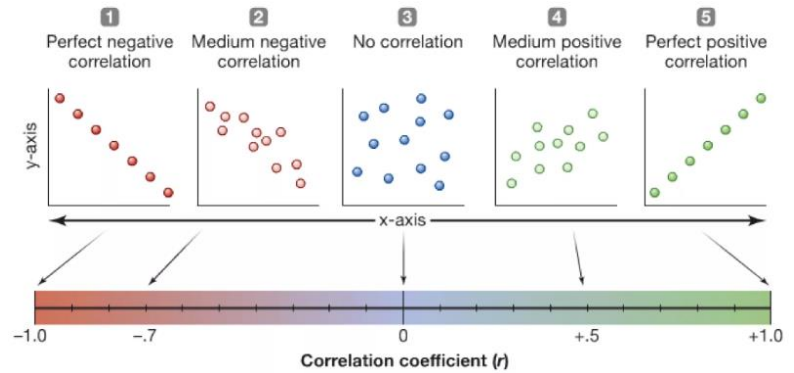 1
Perfect negative
correlation
2
Medium negative
correlation
3
No correlation
4
Medium positive
correlation
5
Perfect positive
correlation
y-axis
x-axis
–1.0
–.7
0
+.5
+1.0
Correlation coefficient (r)